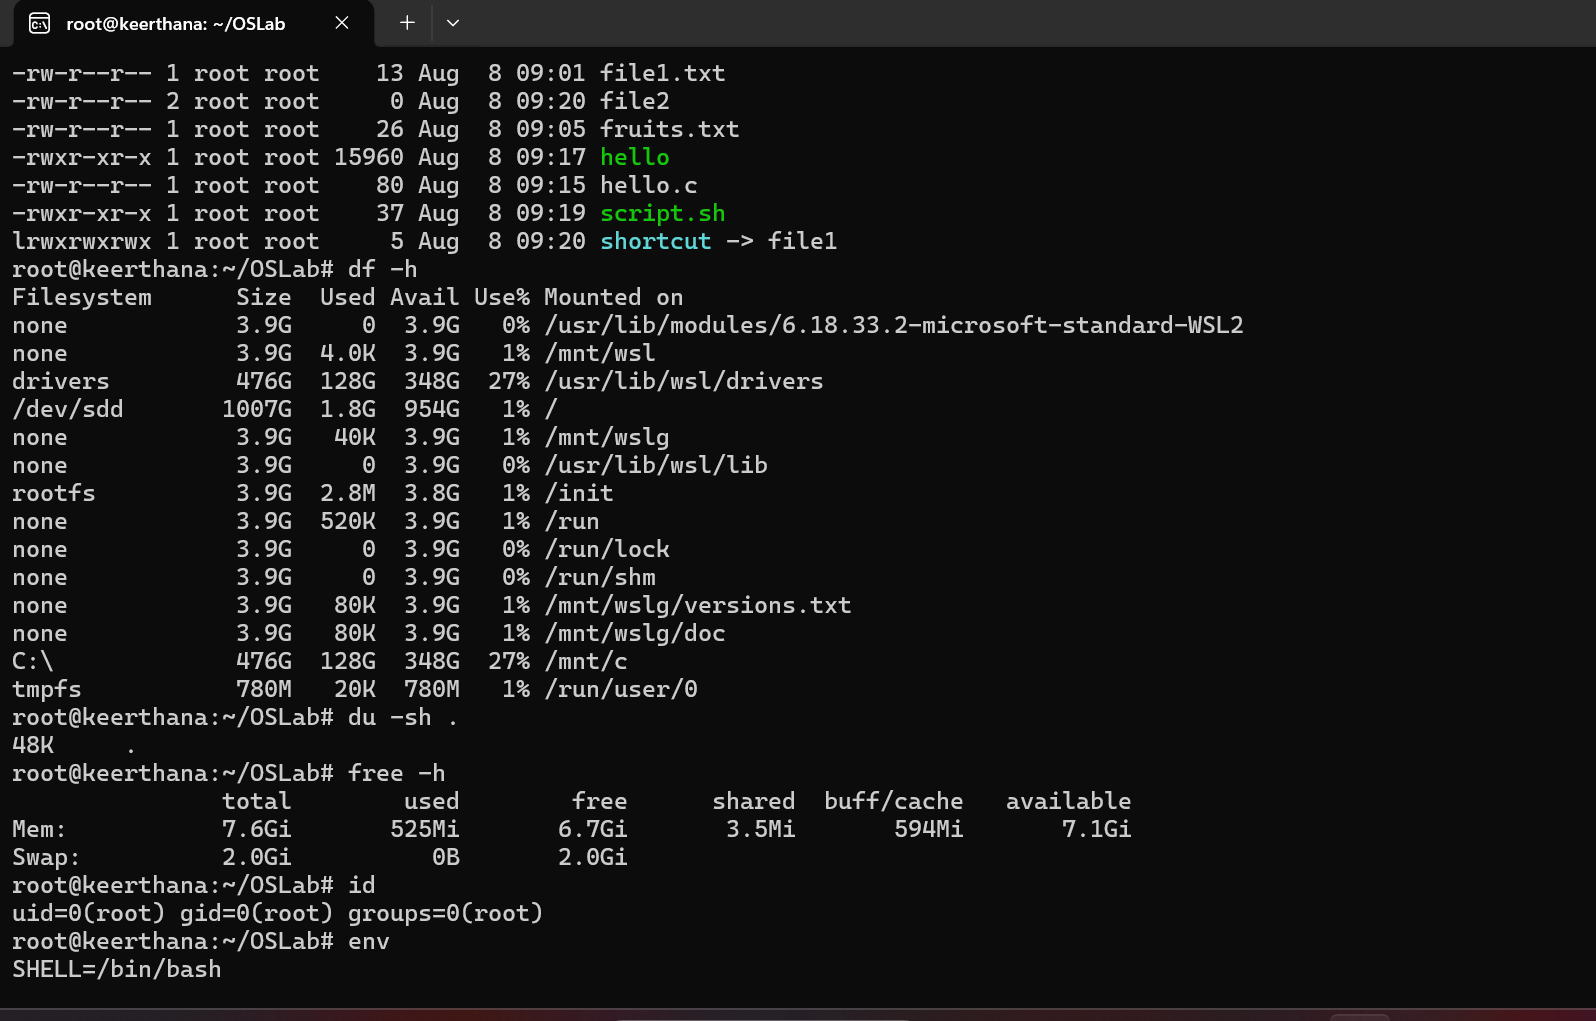 root@keerthana: ~/OSLab
-rw-r--r-- 1 root root    13 Aug  8 09:01 file1.txt
-rw-r--r-- 2 root root     0 Aug  8 09:20 file2
-rw-r--r-- 1 root root    26 Aug  8 09:05 fruits.txt
-rwxr-xr-x 1 root root 15960 Aug  8 09:17 hello
-rw-r--r-- 1 root root    80 Aug  8 09:15 hello.c
-rwxr-xr-x 1 root root    37 Aug  8 09:19 script.sh
lrwxrwxrwx 1 root root     5 Aug  8 09:20 shortcut -> file1
root@keerthana:~/OSLab# df -h
Filesystem      Size  Used Avail Use% Mounted on
none            3.9G     0  3.9G   0% /usr/lib/modules/6.18.33.2-microsoft-standard-WSL2
none            3.9G  4.0K  3.9G   1% /mnt/wsl
drivers         476G  128G  348G  27% /usr/lib/wsl/drivers
/dev/sdd       1007G  1.8G  954G   1% /
none            3.9G   40K  3.9G   1% /mnt/wslg
none            3.9G     0  3.9G   0% /usr/lib/wsl/lib
rootfs          3.9G  2.8M  3.8G   1% /init
none            3.9G  520K  3.9G   1% /run
none            3.9G     0  3.9G   0% /run/lock
none            3.9G     0  3.9G   0% /run/shm
none            3.9G   80K  3.9G   1% /mnt/wslg/versions.txt
none            3.9G   80K  3.9G   1% /mnt/wslg/doc
C:\             476G  128G  348G  27% /mnt/c
tmpfs           780M   20K  780M   1% /run/user/0
root@keerthana:~/OSLab# du -sh .
48K     .
root@keerthana:~/OSLab# free -h
               total        used        free      shared  buff/cache   available
Mem:           7.6Gi       525Mi       6.7Gi       3.5Mi       594Mi       7.1Gi
Swap:          2.0Gi          0B       2.0Gi
root@keerthana:~/OSLab# id
uid=0(root) gid=0(root) groups=0(root)
root@keerthana:~/OSLab# env
SHELL=/bin/bash